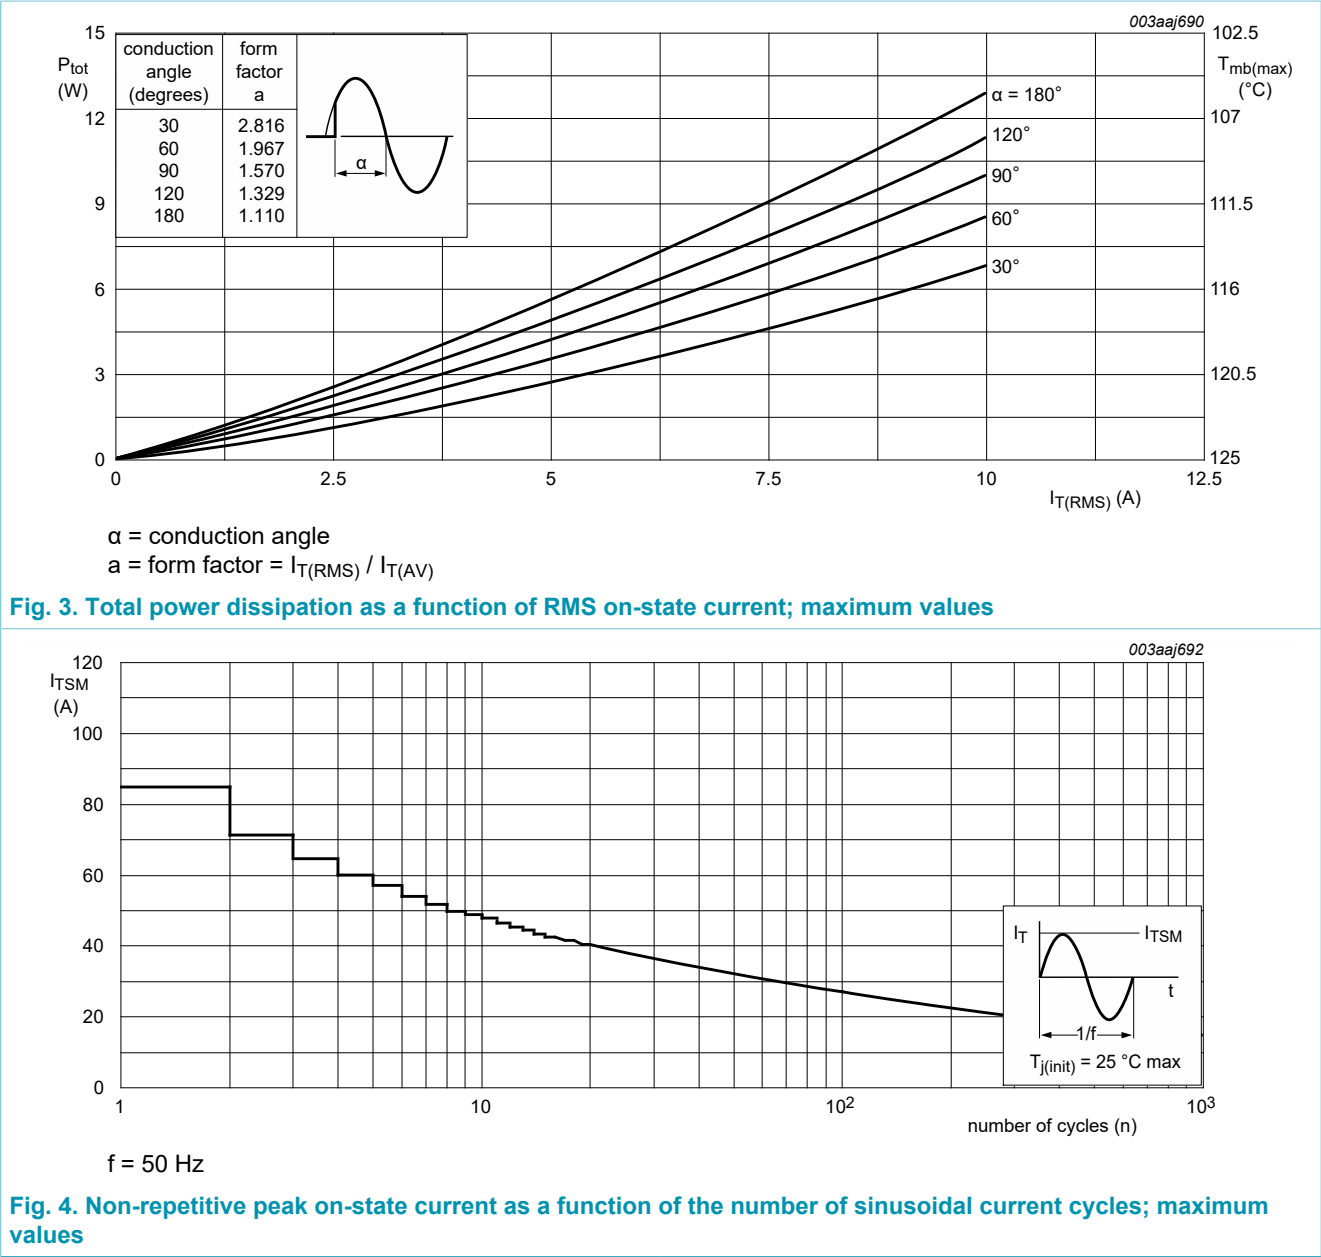 003aaj690
15
12
9
6
3
0
Ptot
(W)
conduction
angle
(degrees)
form
factor
a
30 2.816
60 1.967
90 1.570
120 1.329
180 1.110
α
α = 180°
120°
90°
60°
30°
102.5
107
111.5
116
120.5
125
Tmb(max)
(°C)
0 2.5 5 7.5 10 12.5
IT(RMS) (A)
α = conduction angle
a = form factor = IT(RMS) / IT(AV)
Fig. 3. Total power dissipation as a function of RMS on-state current; maximum values
003aaj692
120
100
80
60
40
20
0
ITSM
(A)
IT
ITSM
t
1/f
Tj(init) = 25 °C max
1 10 10² 10³
number of cycles (n)
f = 50 Hz
Fig. 4. Non-repetitive peak on-state current as a function of the number of sinusoidal current cycles; maximum
values